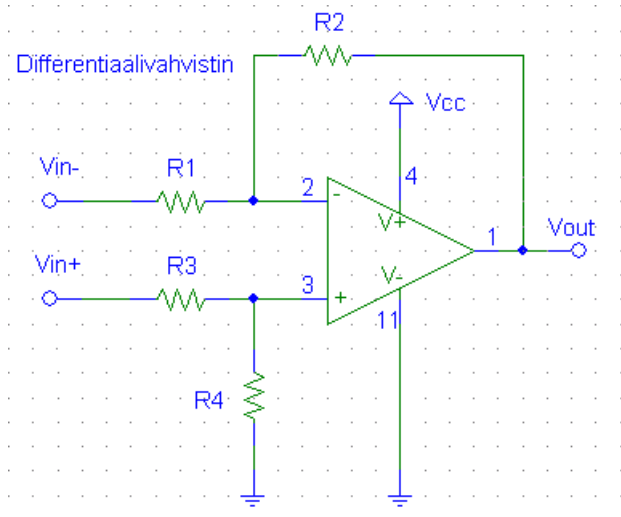 R2
Differentiaalivahvistin
Vcc
Vin-
R1
2
-
4
V+
1
Vout
Vin+
R3
3
+
V-
11
R4